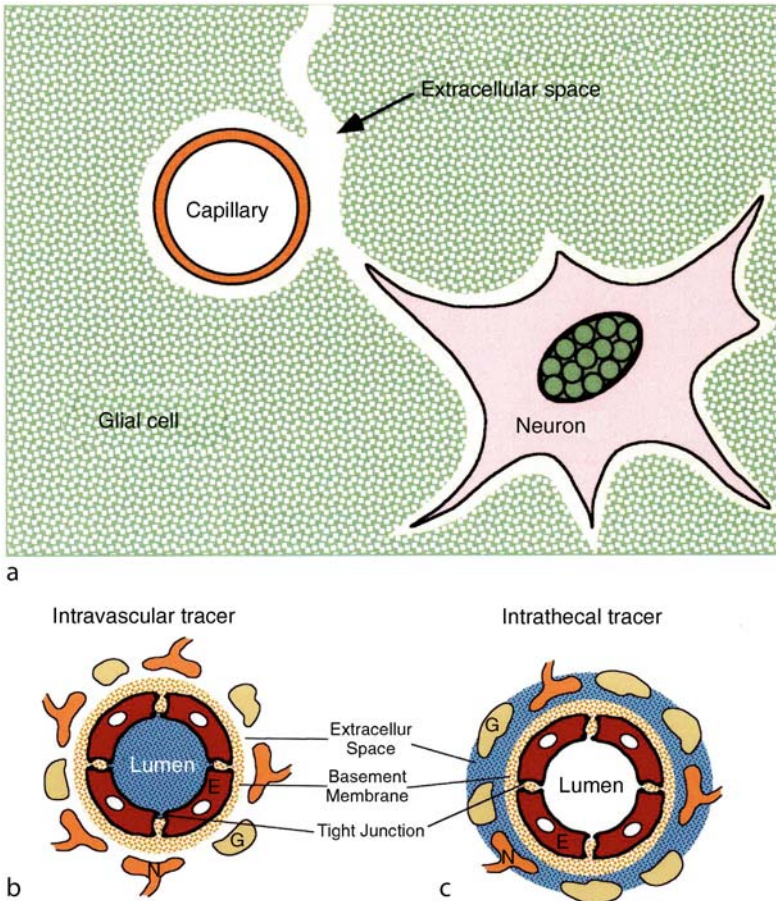 Extracellular space
Capillary
Glial cell
Neuron
a
Intravascular tracer
Intrathecal tracer
Extracellur
Space
Basement
Membrane
Tight Junction
Lumen
E
G
N
b
G
Lumen
E
N
c